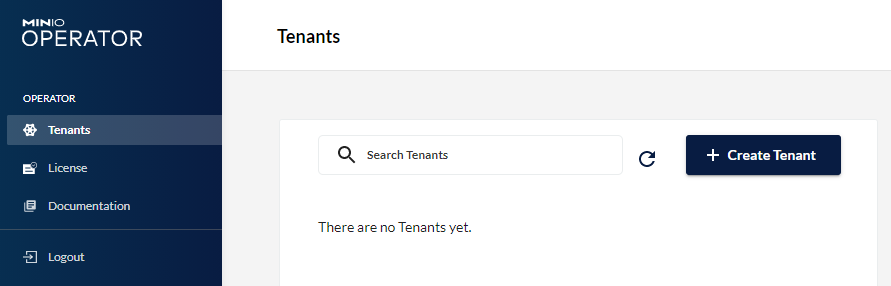 MINIO
OPERATOR
Tenants
OPERATOR
Tenants
License
Documentation
Logout
Search Tenants
Create Tenant
There are no Tenants yet.